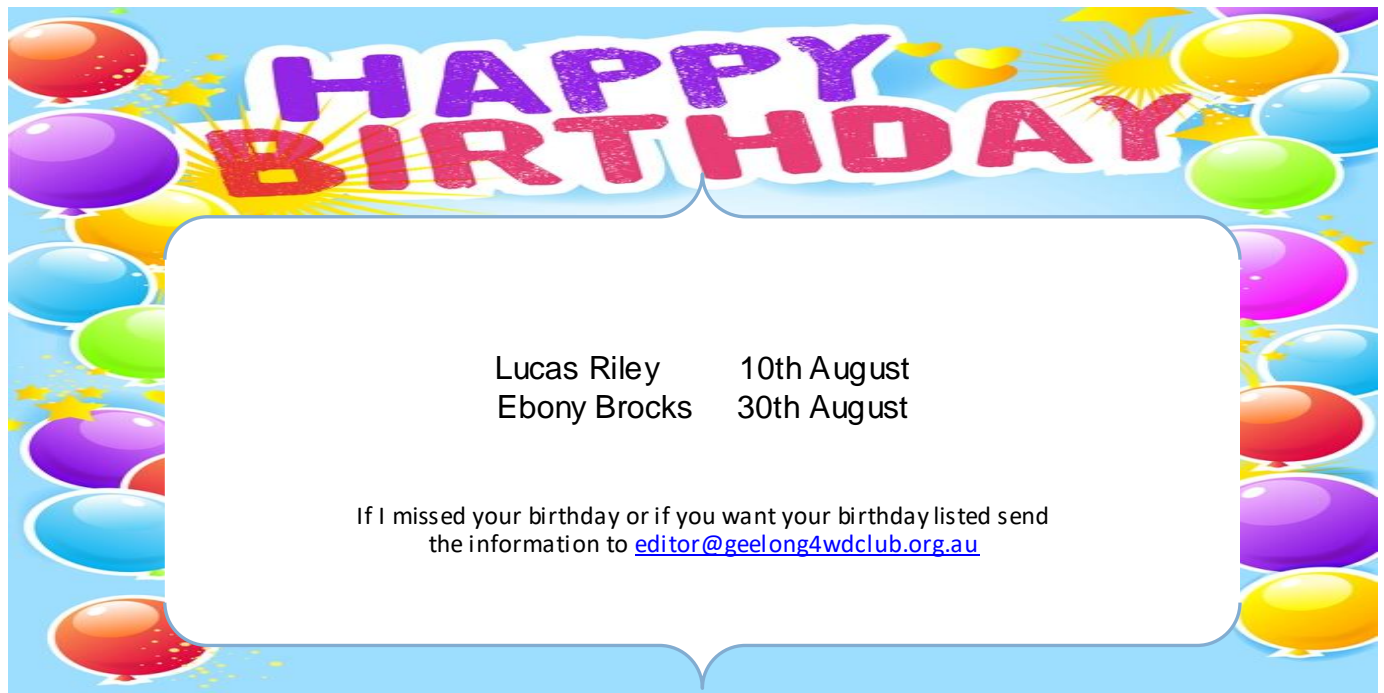 HAPPY
BIRTHDAY
Lucas Riley 10th August
Ebony Brocks 30th August
If I missed your birthday or if you want your birthday listed send
the information to editor@geelong4wdclub.org.au